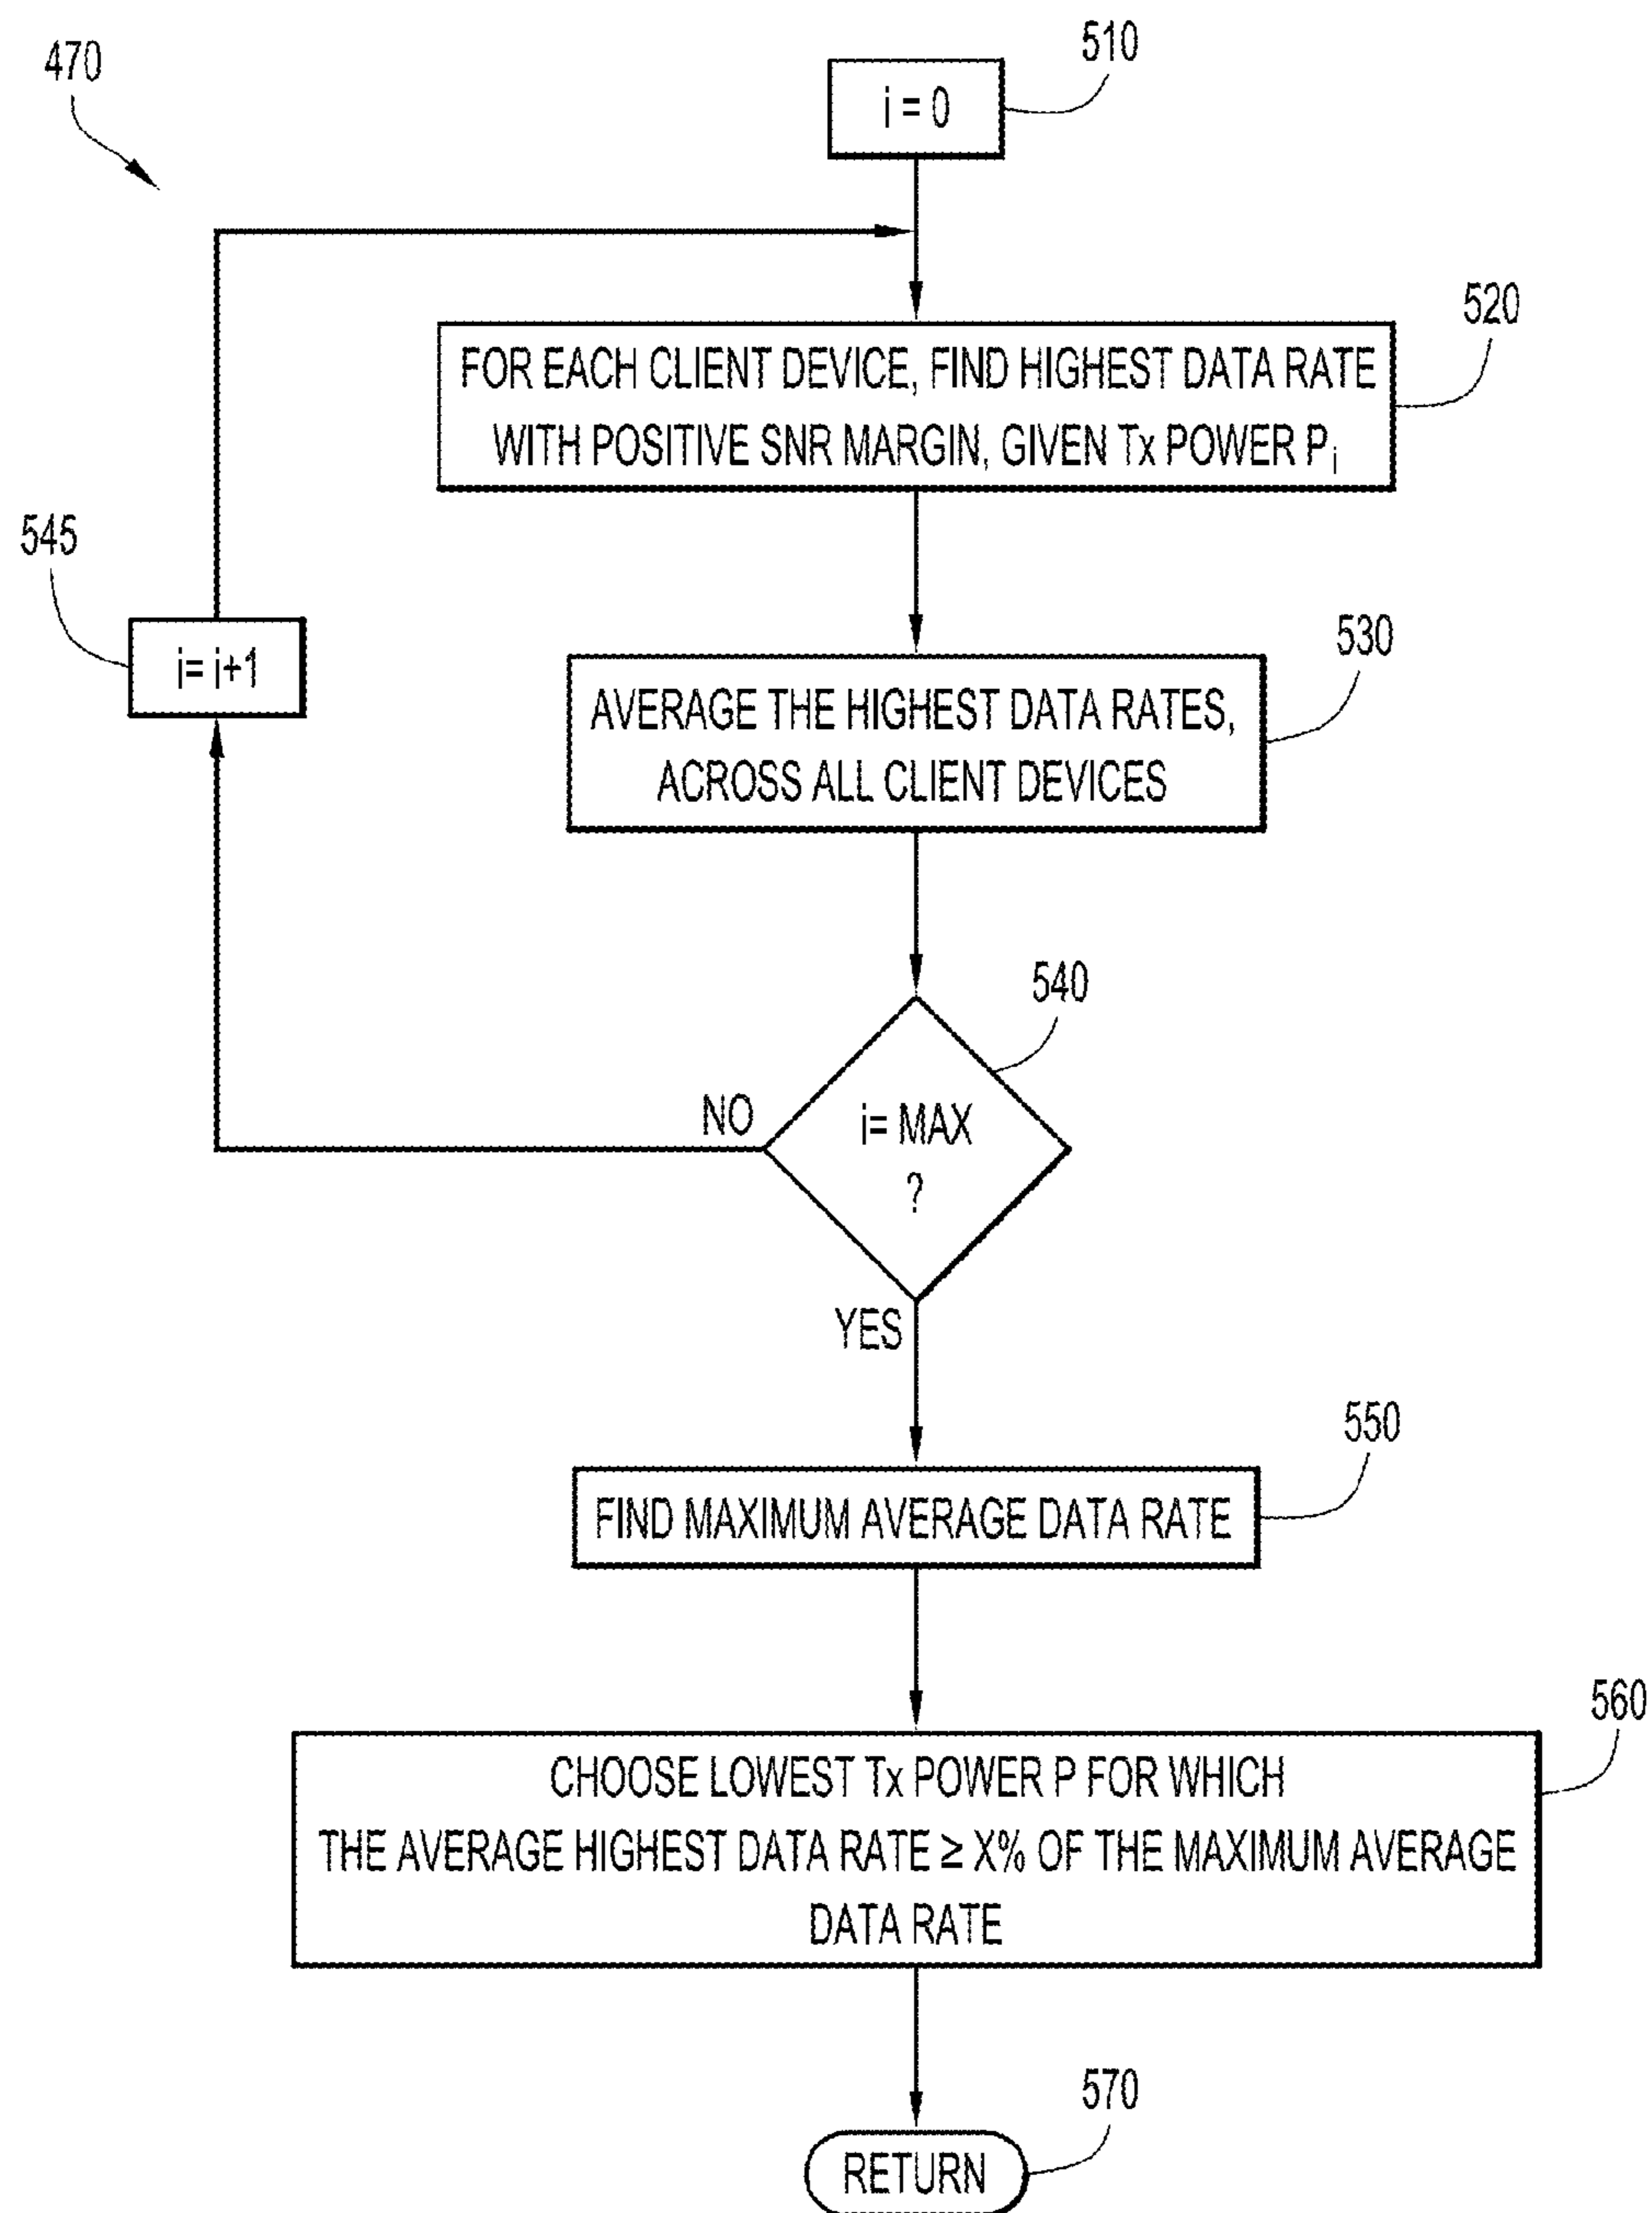 470
510
i = 0
520
FOR EACH CLIENT DEVICE, FIND HIGHEST DATA RATE
WITH POSITIVE SNR MARGIN, GIVEN Tx POWER Pi
545
i= i+1
530
AVERAGE THE HIGHEST DATA RATES,
ACROSS ALL CLIENT DEVICES
540
NO
i= MAX
?
YES
550
FIND MAXIMUM AVERAGE DATA RATE
560
CHOOSE LOWEST Tx POWER P FOR WHICH
THE AVERAGE HIGHEST DATA RATE ≥ X% OF THE MAXIMUM AVERAGE
DATA RATE
570
RETURN